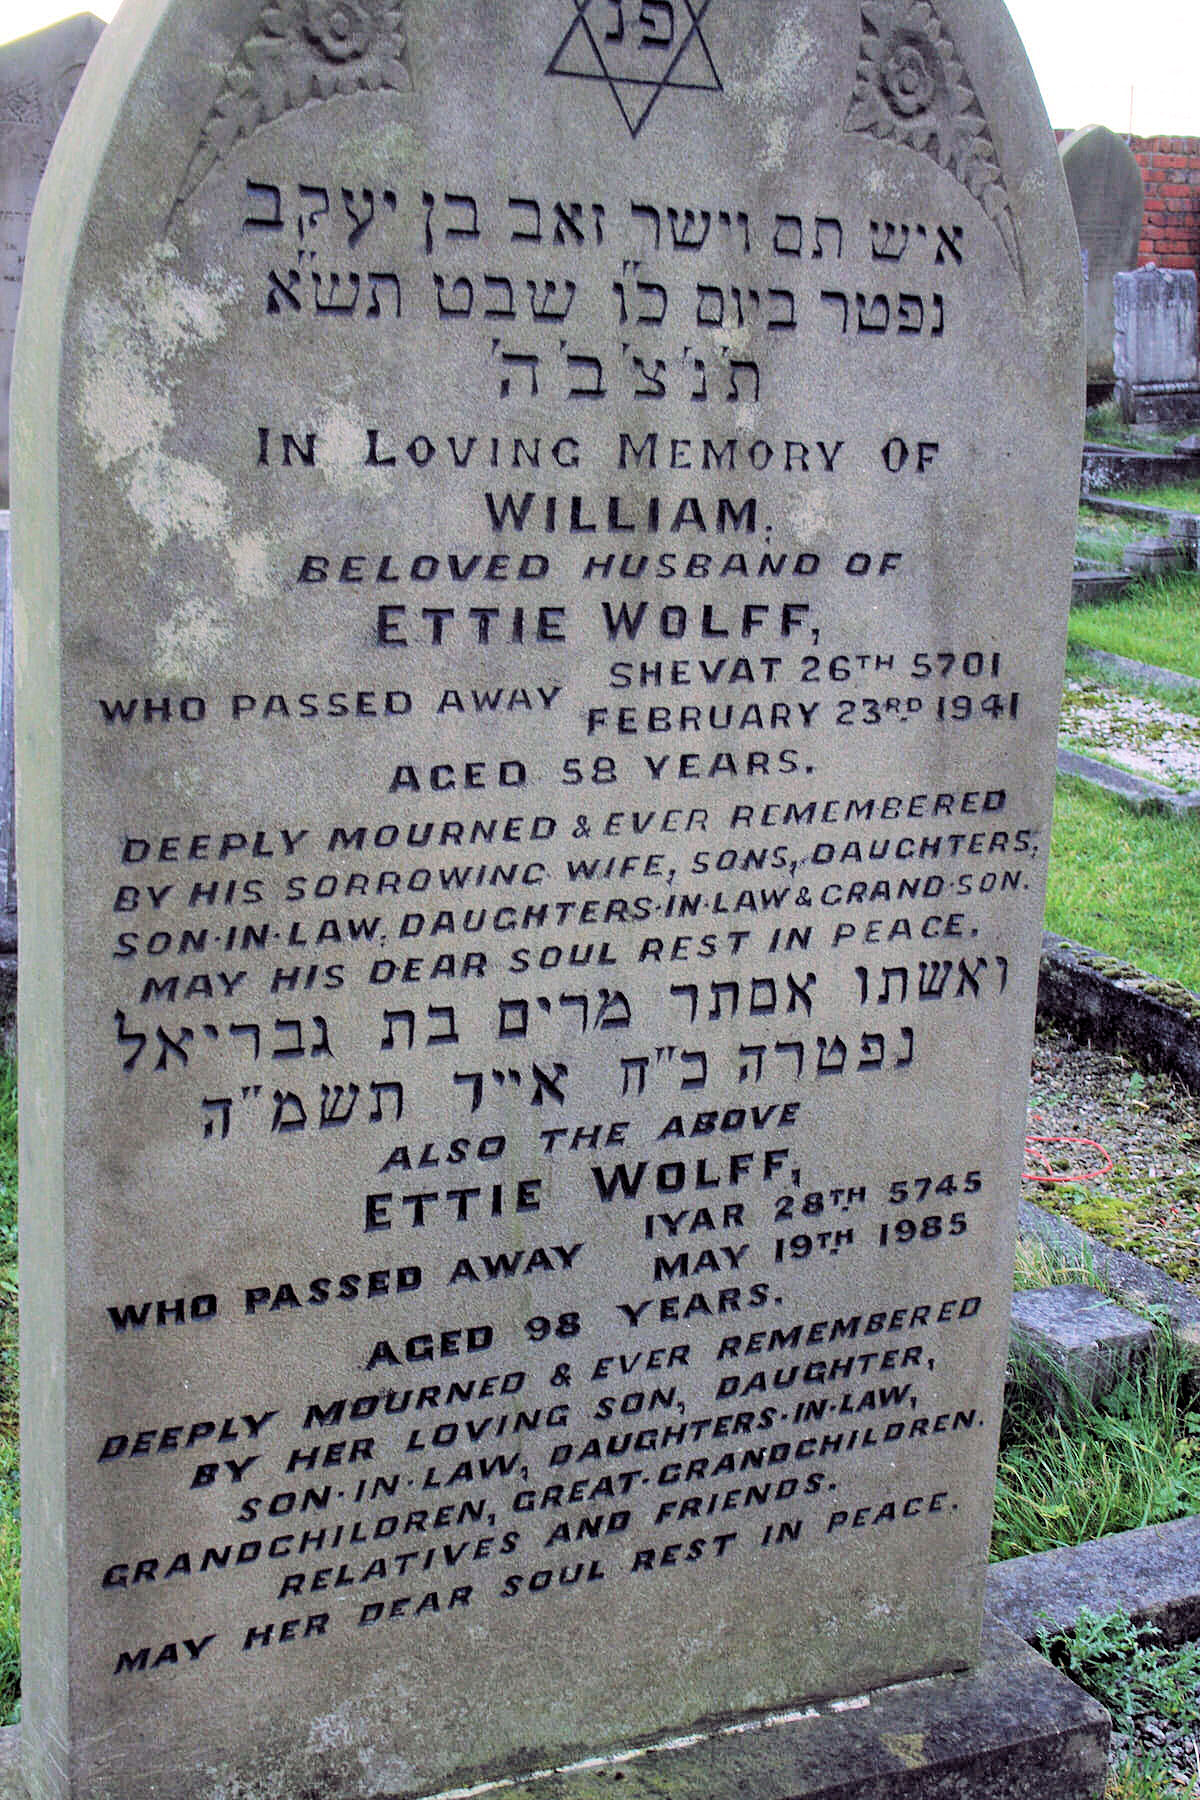 פנ
איש תם וישר זאב בן יעקב
נפטר ביום כ"ו שבט תש"א
ת'נ'צ'ב'ה'
IN LOVING MEMORY OF
WILLIAM.
BELOVED HUSBAND OF
ETTIE WOLFF,
WHO PASSED AWAY SHEVAT 26TH 5701
FEBRUARY 23RD 1941
AGED 58 YEARS.
DEEPLY MOURNED & EVER REMEMBERED
BY HIS SORROWING WIFE, SONS, DAUGHTERS,
SON-IN-LAW, DAUGHTERS-IN-LAW & GRAND-SON.
MAY HIS DEAR SOUL REST IN PEACE.
ואשתו אסתר מרים בת גבריאל
נפטרה כ"ח אייר תשמ"ה
ALSO THE ABOVE
ETTIE WOLFF,
WHO PASSED AWAY IYAR 28TH 5745
MAY 19TH 1985
AGED 98 YEARS.
DEEPLY MOURNED & EVER REMEMBERED
BY HER LOVING SON, DAUGHTER,
SON-IN-LAW, DAUGHTERS-IN-LAW,
GRANDCHILDREN, GREAT-GRANDCHILDREN.
RELATIVES AND FRIENDS.
MAY HER DEAR SOUL REST IN PEACE.